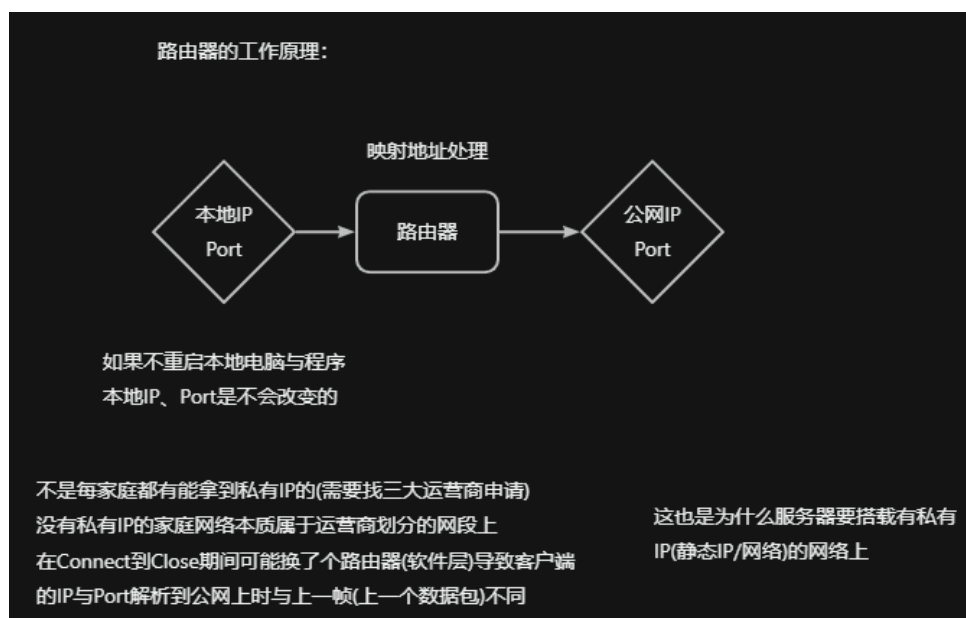 路由器的工作原理：
映射地址处理
本地IP
Port
路由器
公网IP
Port
如果不重启本地电脑与程序
本地IP、Port是不会改变的
不是每家庭都有能拿到私有IP的(需要找三大运营商申请)
没有私有IP的家庭网络本质属于运营商划分的网段上
在Connect到Close期间可能换了个路由器(软件层)导致客户端
的IP与Port解析到公网上时与上一帧(上一个数据包)不同
这也是为什么服务器要搭载有私有
IP(静态IP/网络)的网络上